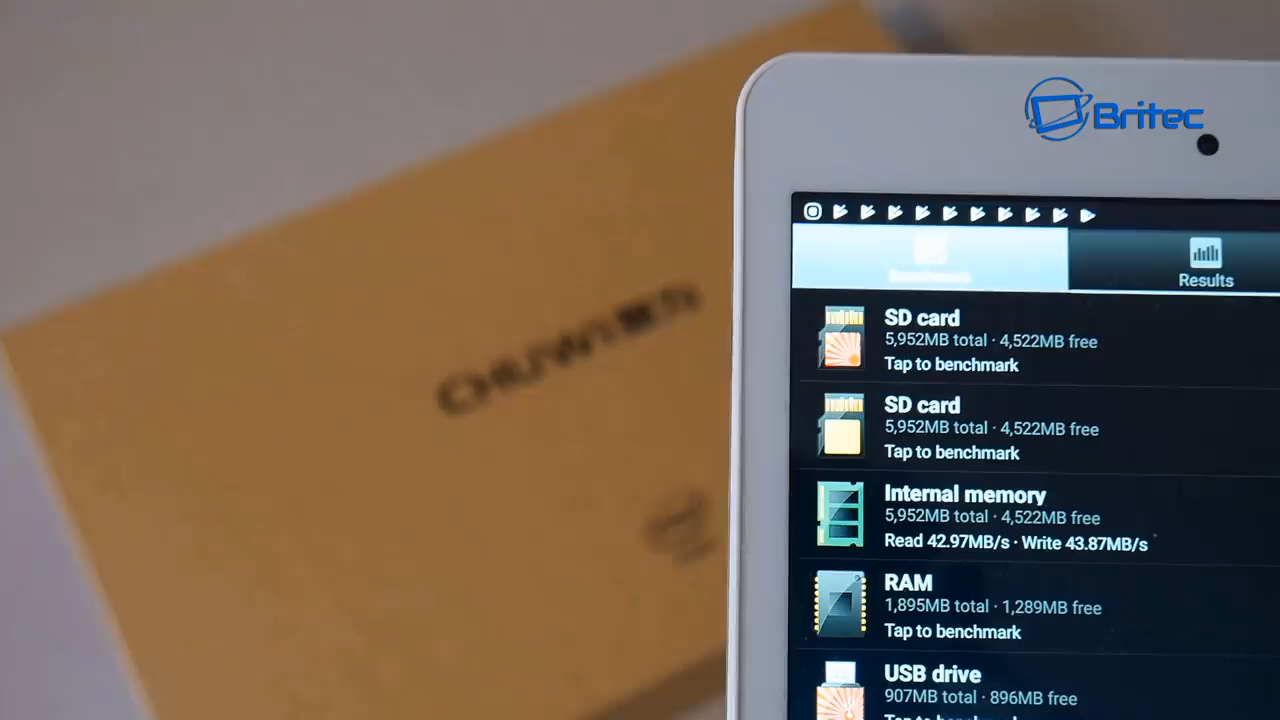 Britec
Results
SD card
5,952MB total · 4,522MB free
Tap to benchmark
SD card
5,952MB total · 4,522MB free
Tap to benchmark
Internal memory
5,952MB total · 4,522MB free
Read 42.97MB/s · Write 43.87MB/s
RAM
1,895MB total · 1,289MB free
Tap to benchmark
USB drive
907MB total · 896MB free
CHUWI